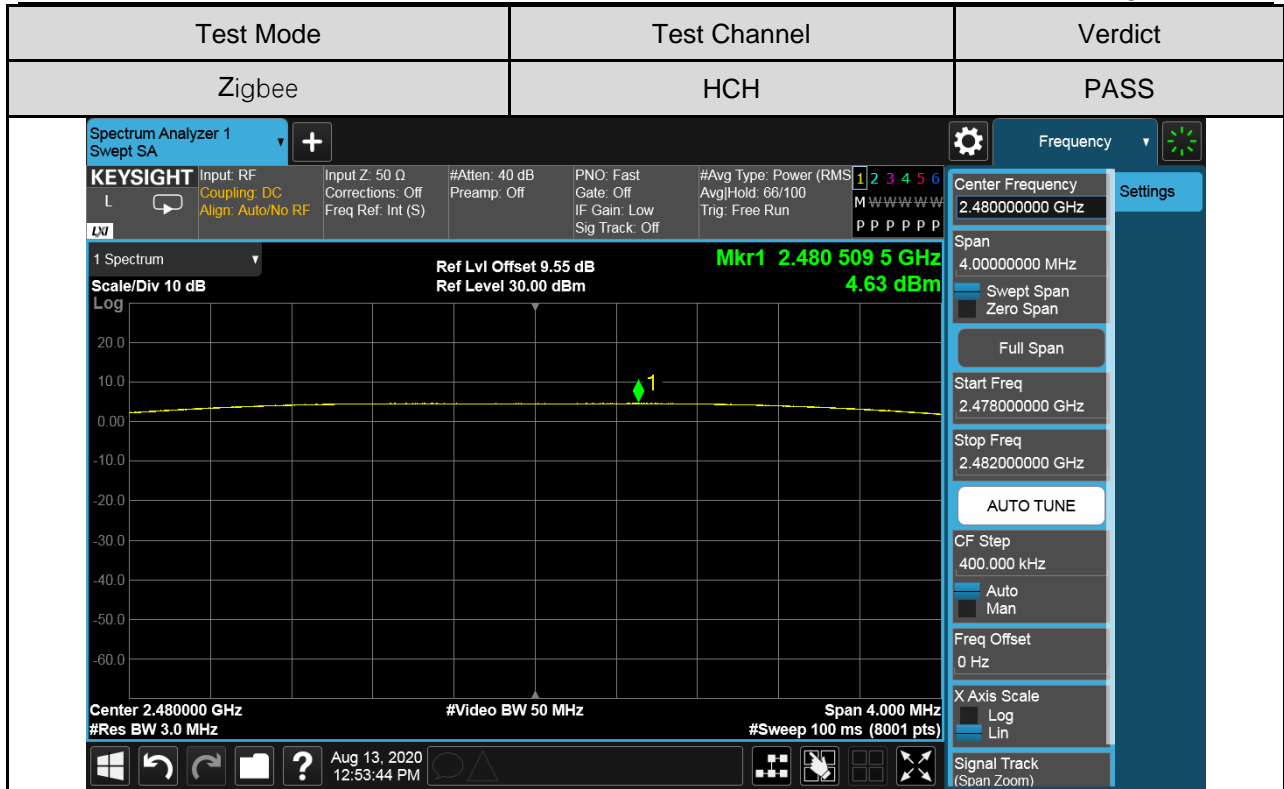 Test Mode
Test Channel
Verdict
Zigbee
HCH
PASS
Spectrum Analyzer 1
Swept SA
+
Frequency
KEYSIGHT
L
LXI
Input: RF
Coupling: DC
Align: Auto/No RF
Input Z: 50 Ω
Corrections: Off
Freq Ref: Int (S)
#Atten: 40 dB
Preamp: Off
PNO: Fast
Gate: Off
IF Gain: Low
Sig Track: Off
#Avg Type: Power (RMS
Avg|Hold: 66/100
Trig: Free Run
1 2 3 4 5 6
M W W W W W
P P P P P P
1 Spectrum
Scale/Div 10 dB
Ref Lvl Offset 9.55 dB
Ref Level 30.00 dBm
Mkr1 2.480 509 5 GHz
4.63 dBm
Log
20.0
10.0
0.00
-10.0
-20.0
-30.0
-40.0
-50.0
-60.0
1
Center 2.480000 GHz
#Res BW 3.0 MHz
#Video BW 50 MHz
Span 4.000 MHz
#Sweep 100 ms (8001 pts)
Center Frequency
2.480000000 GHz
Settings
Span
4.00000000 MHz
Swept Span
Zero Span
Full Span
Start Freq
2.478000000 GHz
Stop Freq
2.482000000 GHz
AUTO TUNE
CF Step
400.000 kHz
Auto
Man
Freq Offset
0 Hz
X Axis Scale
Log
Lin
Signal Track
(Span Zoom)
?
Aug 13, 2020
12:53:44 PM